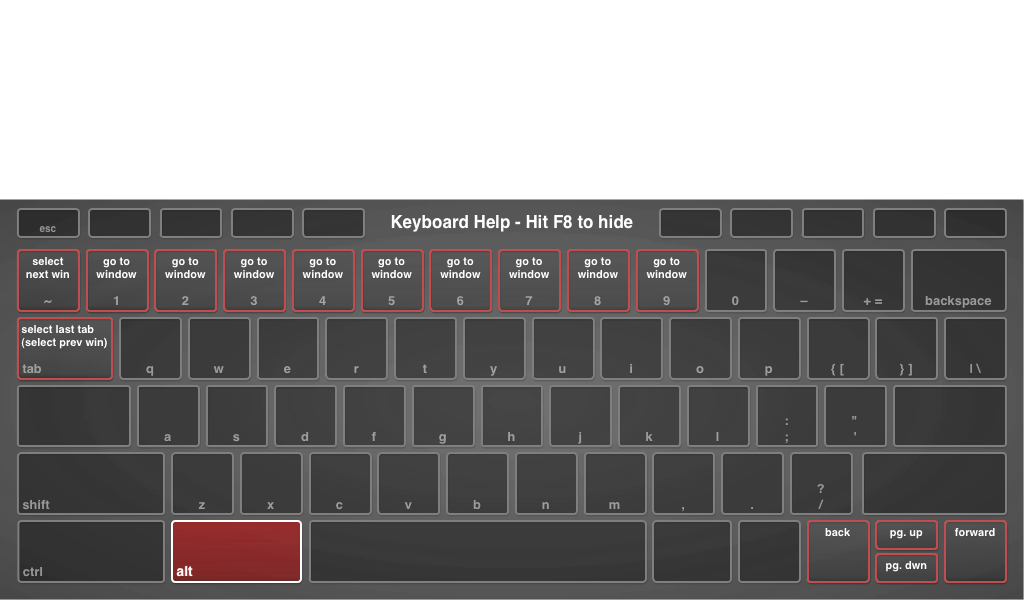 Keyboard Help - Hit F8 to hide
esc
select
next win
~
go to
window
1
go to
window
2
go to
window
3
go to
window
4
go to
window
5
go to
window
6
go to
window
7
go to
window
8
go to
window
9
0
–
+ =
backspace
select last tab
(select prev win)
tab
q
w
e
r
t
y
u
i
o
p
{ [
} ]
| \
a
s
d
f
g
h
j
k
l
:
;
"
'
shift
z
x
c
v
b
n
m
,
.
?
/
ctrl
alt
back
pg. up
pg. dwn
forward